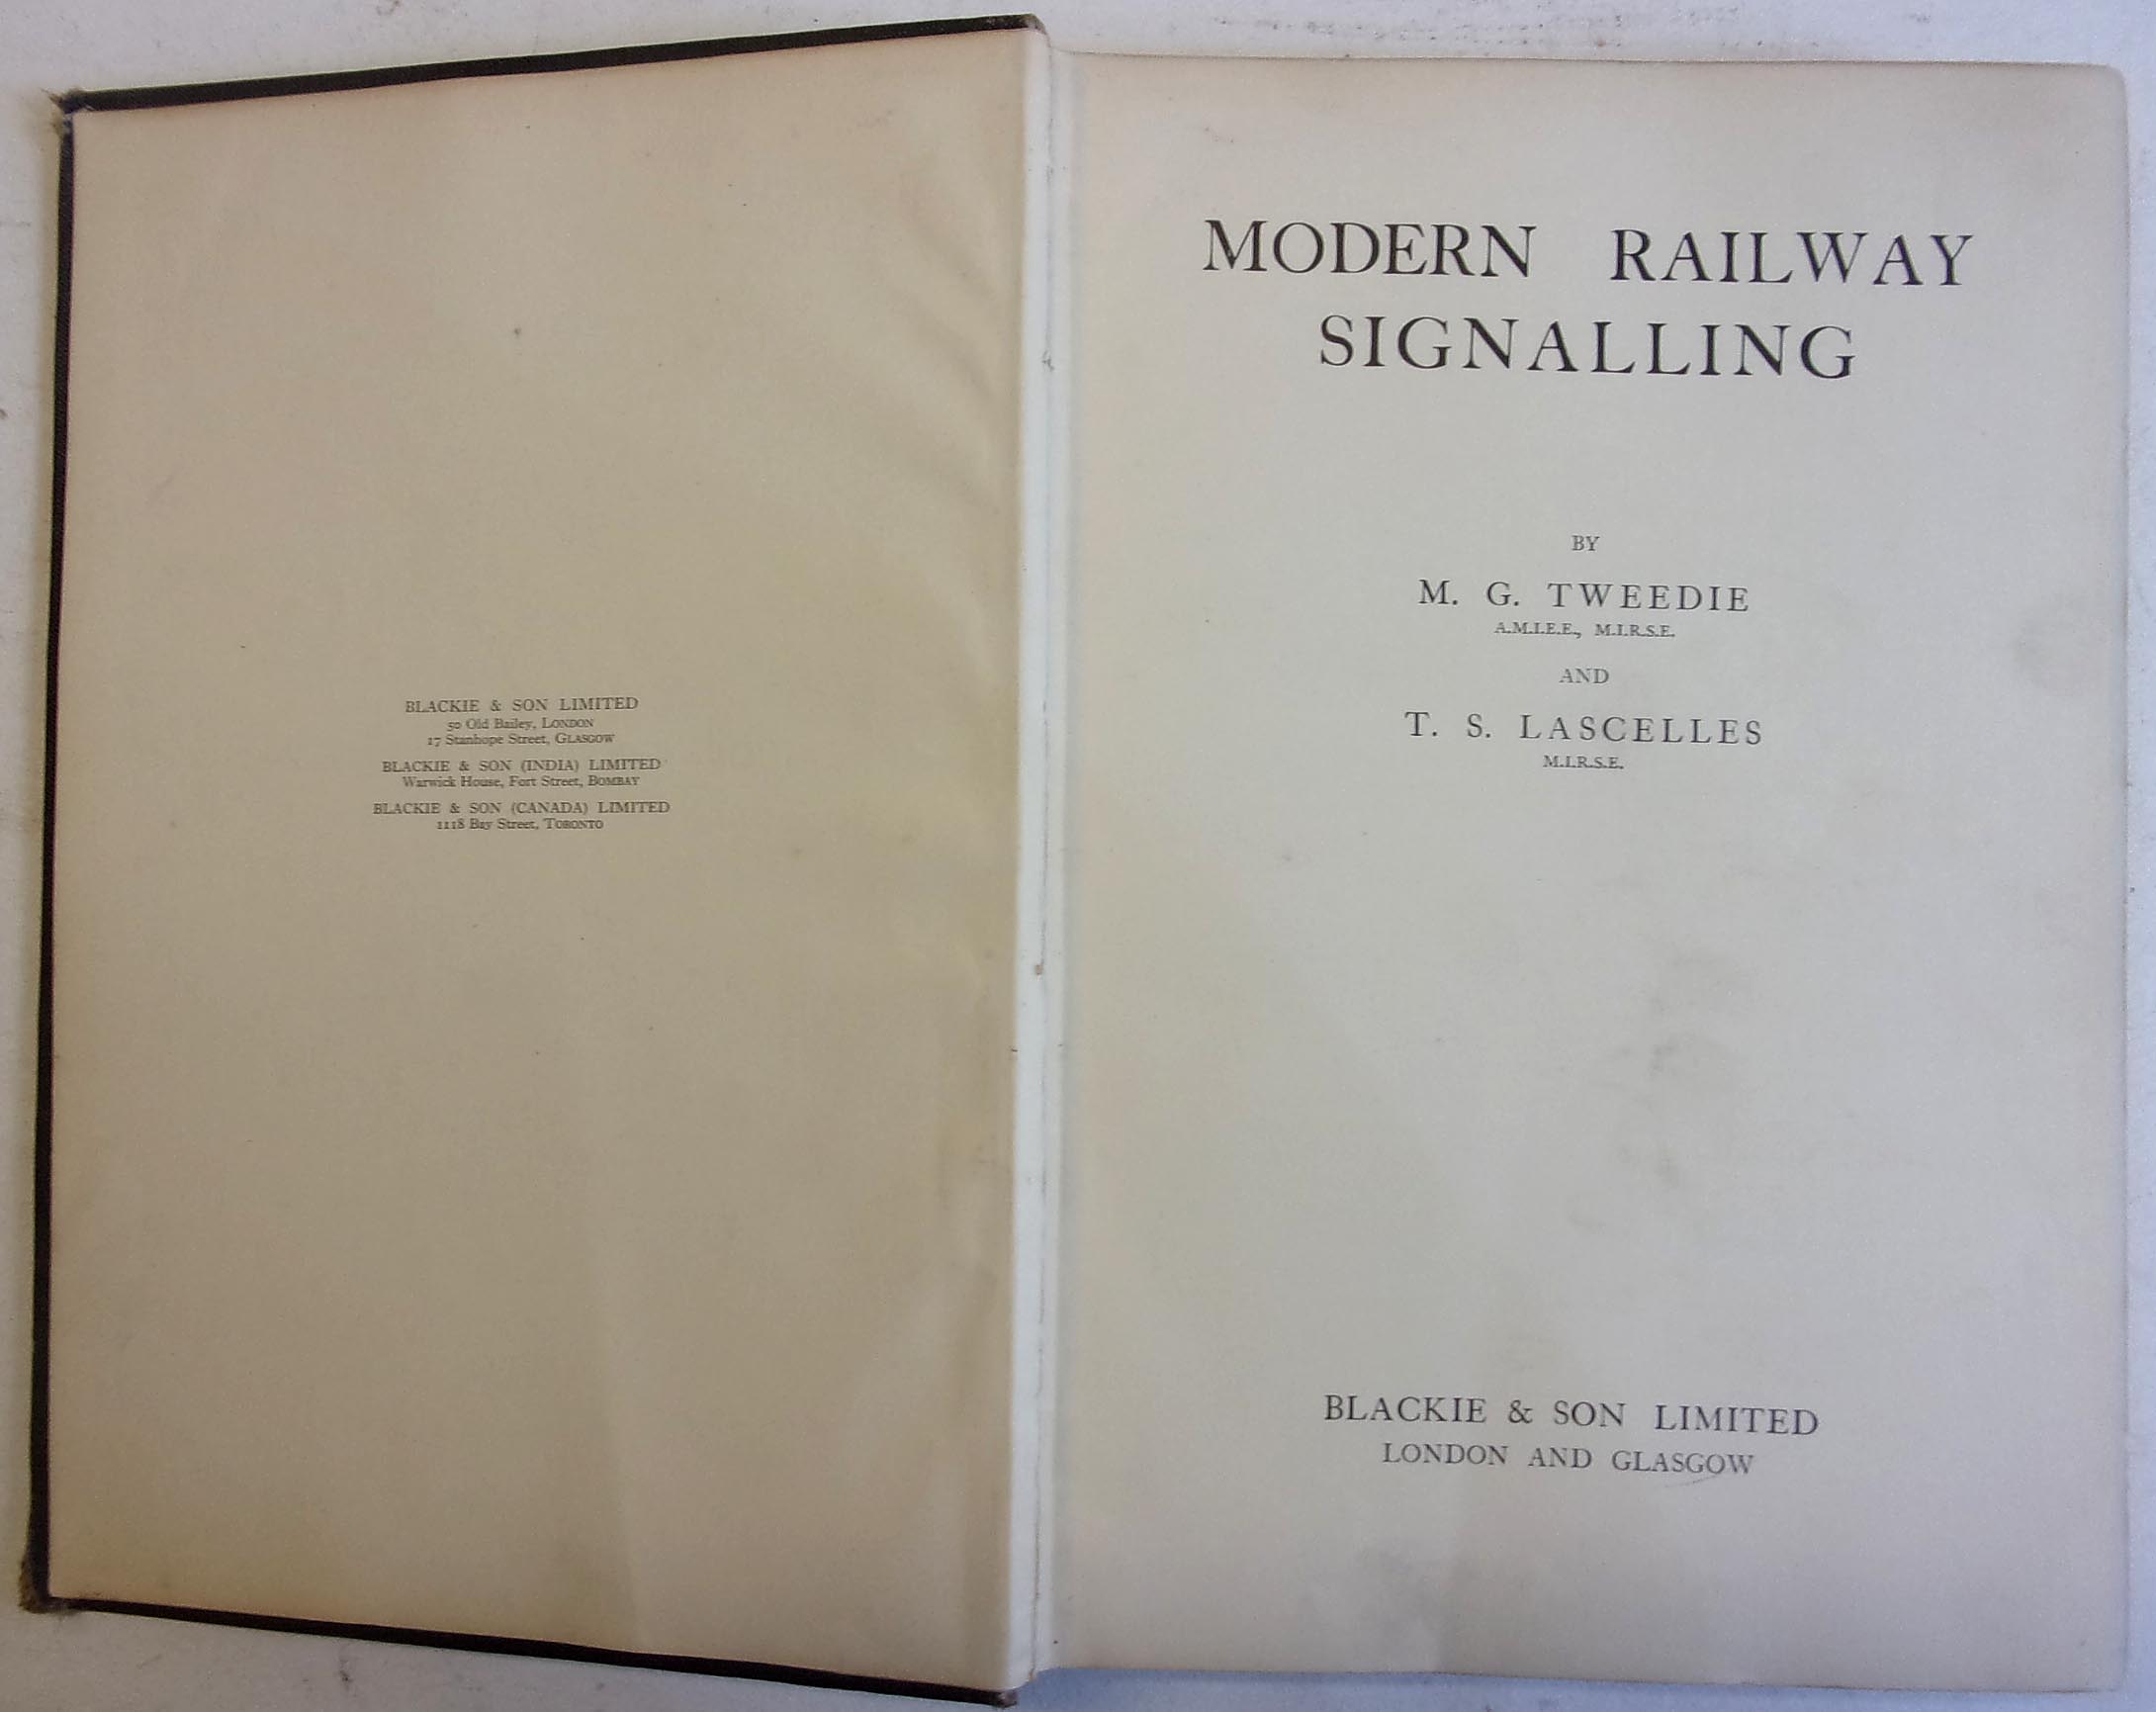 BLACKIE & SON LIMITED
50 Old Bailey, LONDON
17 Stanhope Street, GLASGOW
BLACKIE & SON (INDIA) LIMITED
Warwick House, Fort Street, BOMBAY
BLACKIE & SON (CANADA) LIMITED
1118 Bay Street, TORONTO
MODERN RAILWAY
SIGNALLING
BY
M. G. TWEEDIE
A.M.I.E.E., M.I.R.S.E.
AND
T. S. LASCELLES
M.I.R.S.E.
BLACKIE & SON LIMITED
LONDON AND GLASGOW